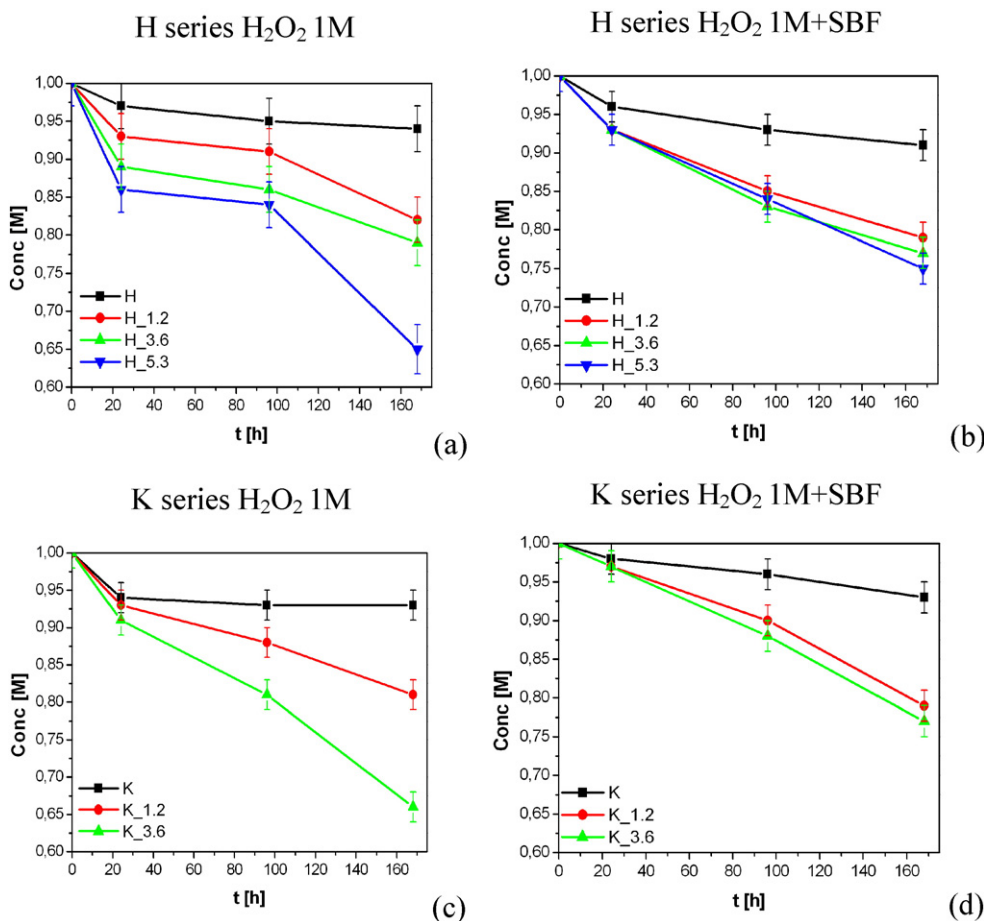 H series H₂O₂ 1M
1,00
0,95
0,90
0,85
0,80
0,75
0,70
0,65
0,60
Conc [M]
H
H_1.2
H_3.6
H_5.3
0 20 40 60 80 100 120 140 160
t [h]
(a)
H series H₂O₂ 1M+SBF
1,00
0,95
0,90
0,85
0,80
0,75
0,70
0,65
0,60
Conc [M]
H
H_1.2
H_3.6
H_5.3
0 20 40 60 80 100 120 140 160
t [h]
(b)
K series H₂O₂ 1M
1,00
0,95
0,90
0,85
0,80
0,75
0,70
0,65
0,60
Conc [M]
K
K_1.2
K_3.6
0 20 40 60 80 100 120 140 160
t [h]
(c)
K series H₂O₂ 1M+SBF
1,00
0,95
0,90
0,85
0,80
0,75
0,70
0,65
0,60
Conc [M]
K
K_1.2
K_3.6
0 20 40 60 80 100 120 140 160
t [h]
(d)